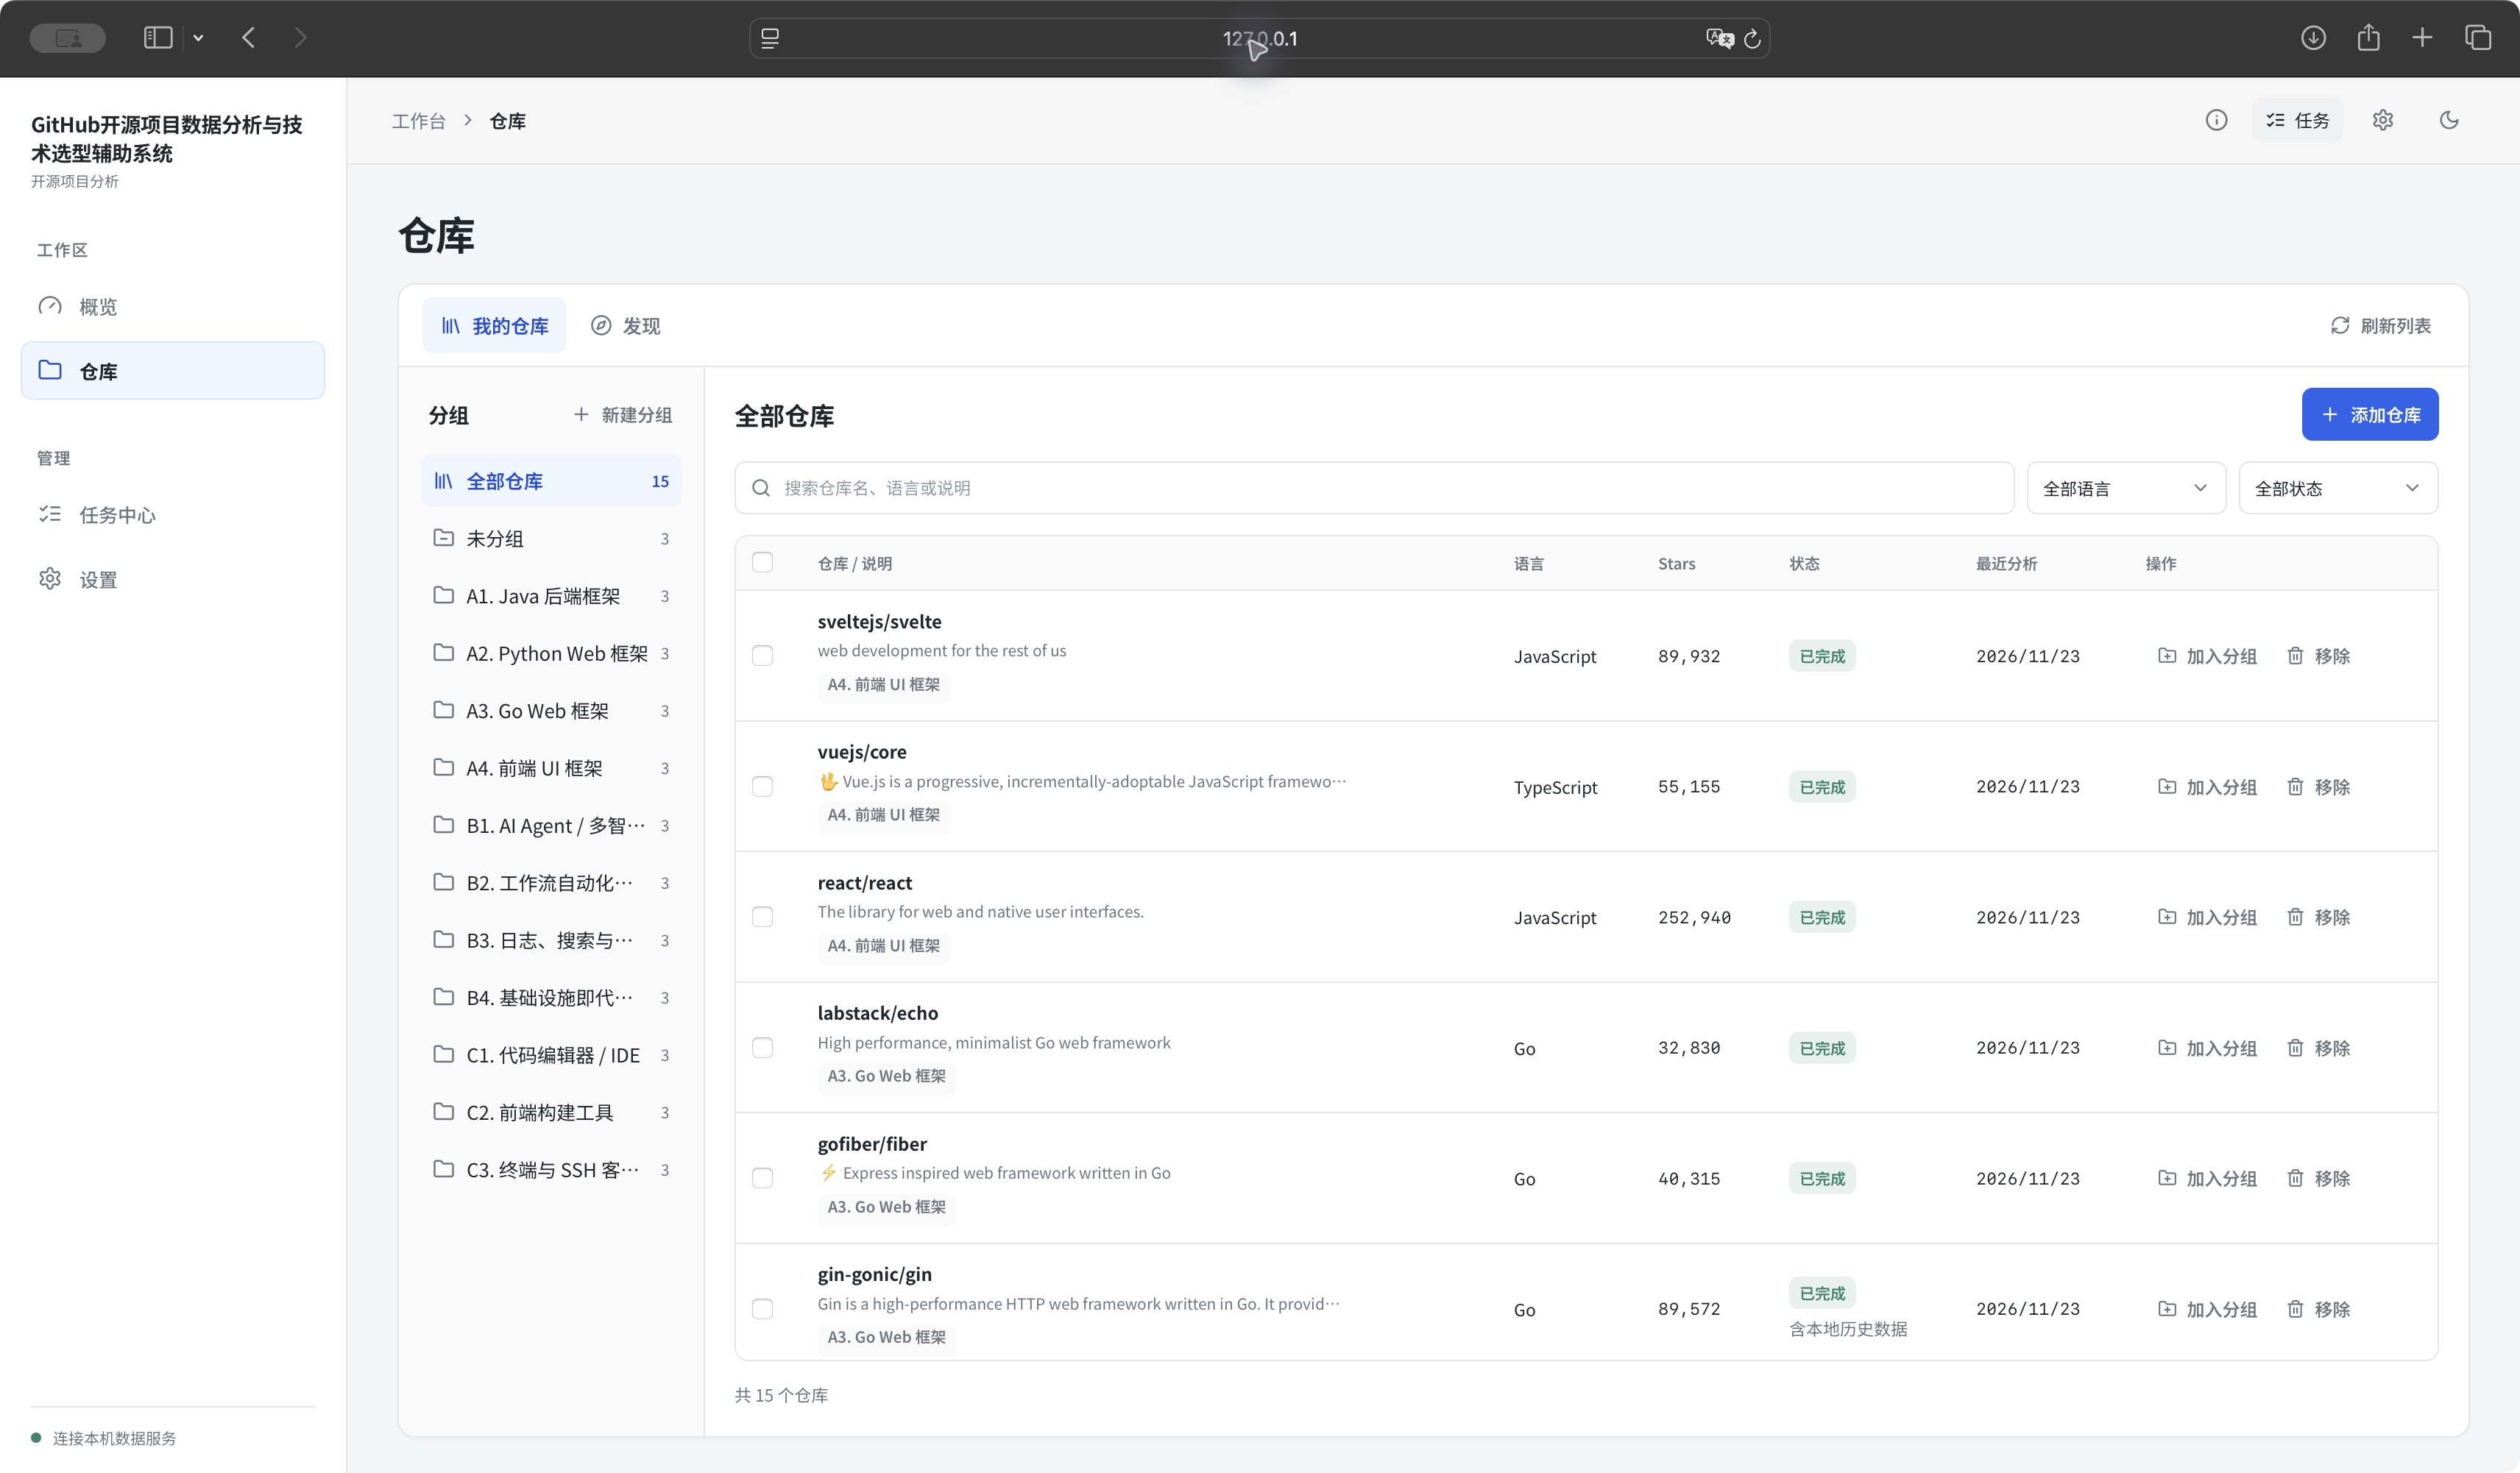 127.0.0.1
GitHub开源项目数据分析与技
术选型辅助系统
开源项目分析
工作区
概览
仓库
管理
任务中心
设置
连接本机数据服务
工作台 > 仓库
任务
仓库
我的仓库
发现
刷新列表
分组
+ 新建分组
全部仓库 15
未分组 3
A1. Java 后端框架 3
A2. Python Web 框架 3
A3. Go Web 框架 3
A4. 前端 UI 框架 3
B1. AI Agent / 多智··· 3
B2. 工作流自动化··· 3
B3. 日志、搜索与··· 3
B4. 基础设施即代··· 3
C1. 代码编辑器 / IDE 3
C2. 前端构建工具 3
C3. 终端与 SSH 客··· 3
全部仓库
+ 添加仓库
搜索仓库名、语言或说明
全部语言
全部状态
仓库 / 说明 语言 Stars 状态 最近分析 操作
sveltejs/svelte
web development for the rest of us
A4. 前端 UI 框架
JavaScript 89,932 已完成 2026/11/23 加入分组 移除
vuejs/core
🖖 Vue.js is a progressive, incrementally-adoptable JavaScript framewo···
A4. 前端 UI 框架
TypeScript 55,155 已完成 2026/11/23 加入分组 移除
react/react
The library for web and native user interfaces.
A4. 前端 UI 框架
JavaScript 252,940 已完成 2026/11/23 加入分组 移除
labstack/echo
High performance, minimalist Go web framework
A3. Go Web 框架
Go 32,830 已完成 2026/11/23 加入分组 移除
gofiber/fiber
⚡ Express inspired web framework written in Go
A3. Go Web 框架
Go 40,315 已完成 2026/11/23 加入分组 移除
gin-gonic/gin
Gin is a high-performance HTTP web framework written in Go. It provid···
A3. Go Web 框架
Go 89,572 已完成 2026/11/23 加入分组 移除
含本地历史数据
共 15 个仓库